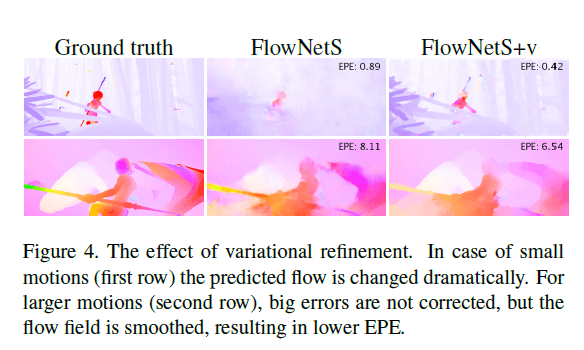 Ground truth FlowNetS FlowNetS+v
EPE: 0.89 EPE: 0.42
EPE: 8.11 EPE: 6.54
Figure 4. The effect of variational refinement. In case of small
motions (first row) the predicted flow is changed dramatically. For
larger motions (second row), big errors are not corrected, but the
flow field is smoothed, resulting in lower EPE.